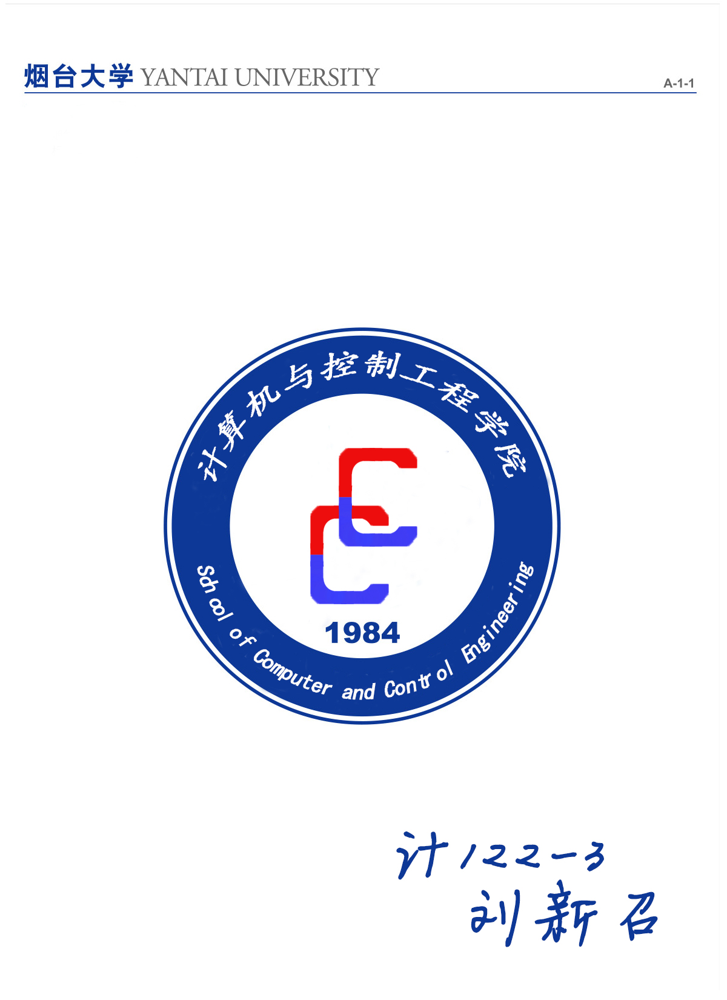 烟台大学 YANTAI UNIVERSITY
A-1-1
计算机与控制工程学院
1984
School of Computer and Control Engineering
计122-3
刘新召